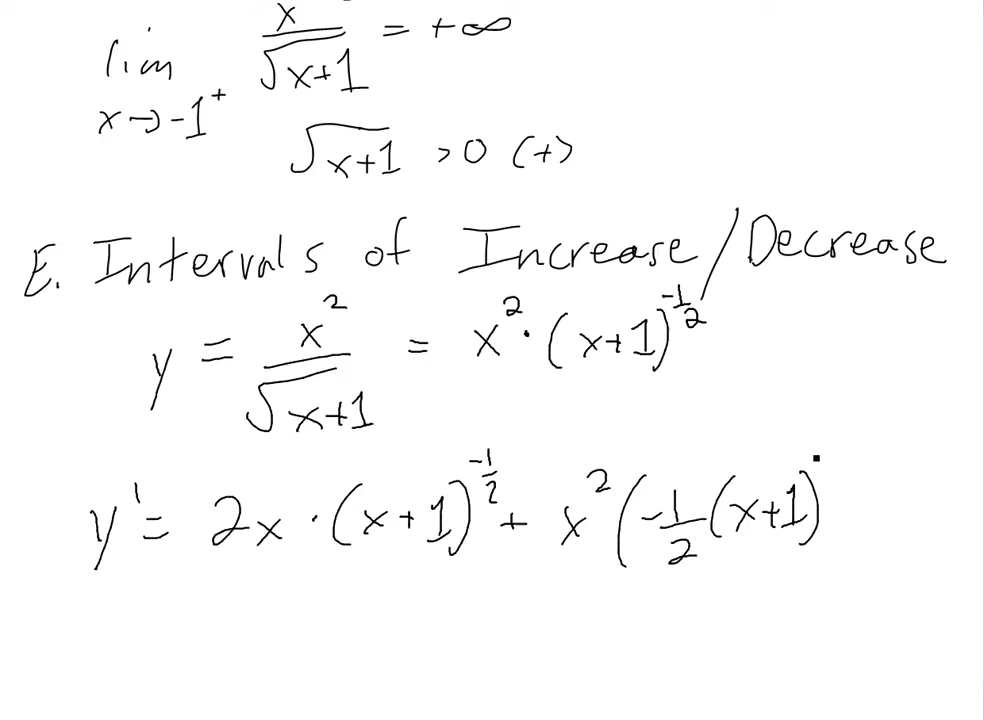 lim x→-1⁺ x/√(x+1) = +∞
√(x+1) > 0 (+)
E. Intervals of Increase/Decrease
y = x²/√(x+1) = x² · (x+1)^(-1/2)
y' = 2x · (x+1)^(-1/2) + x² (-1/2 (x+1)